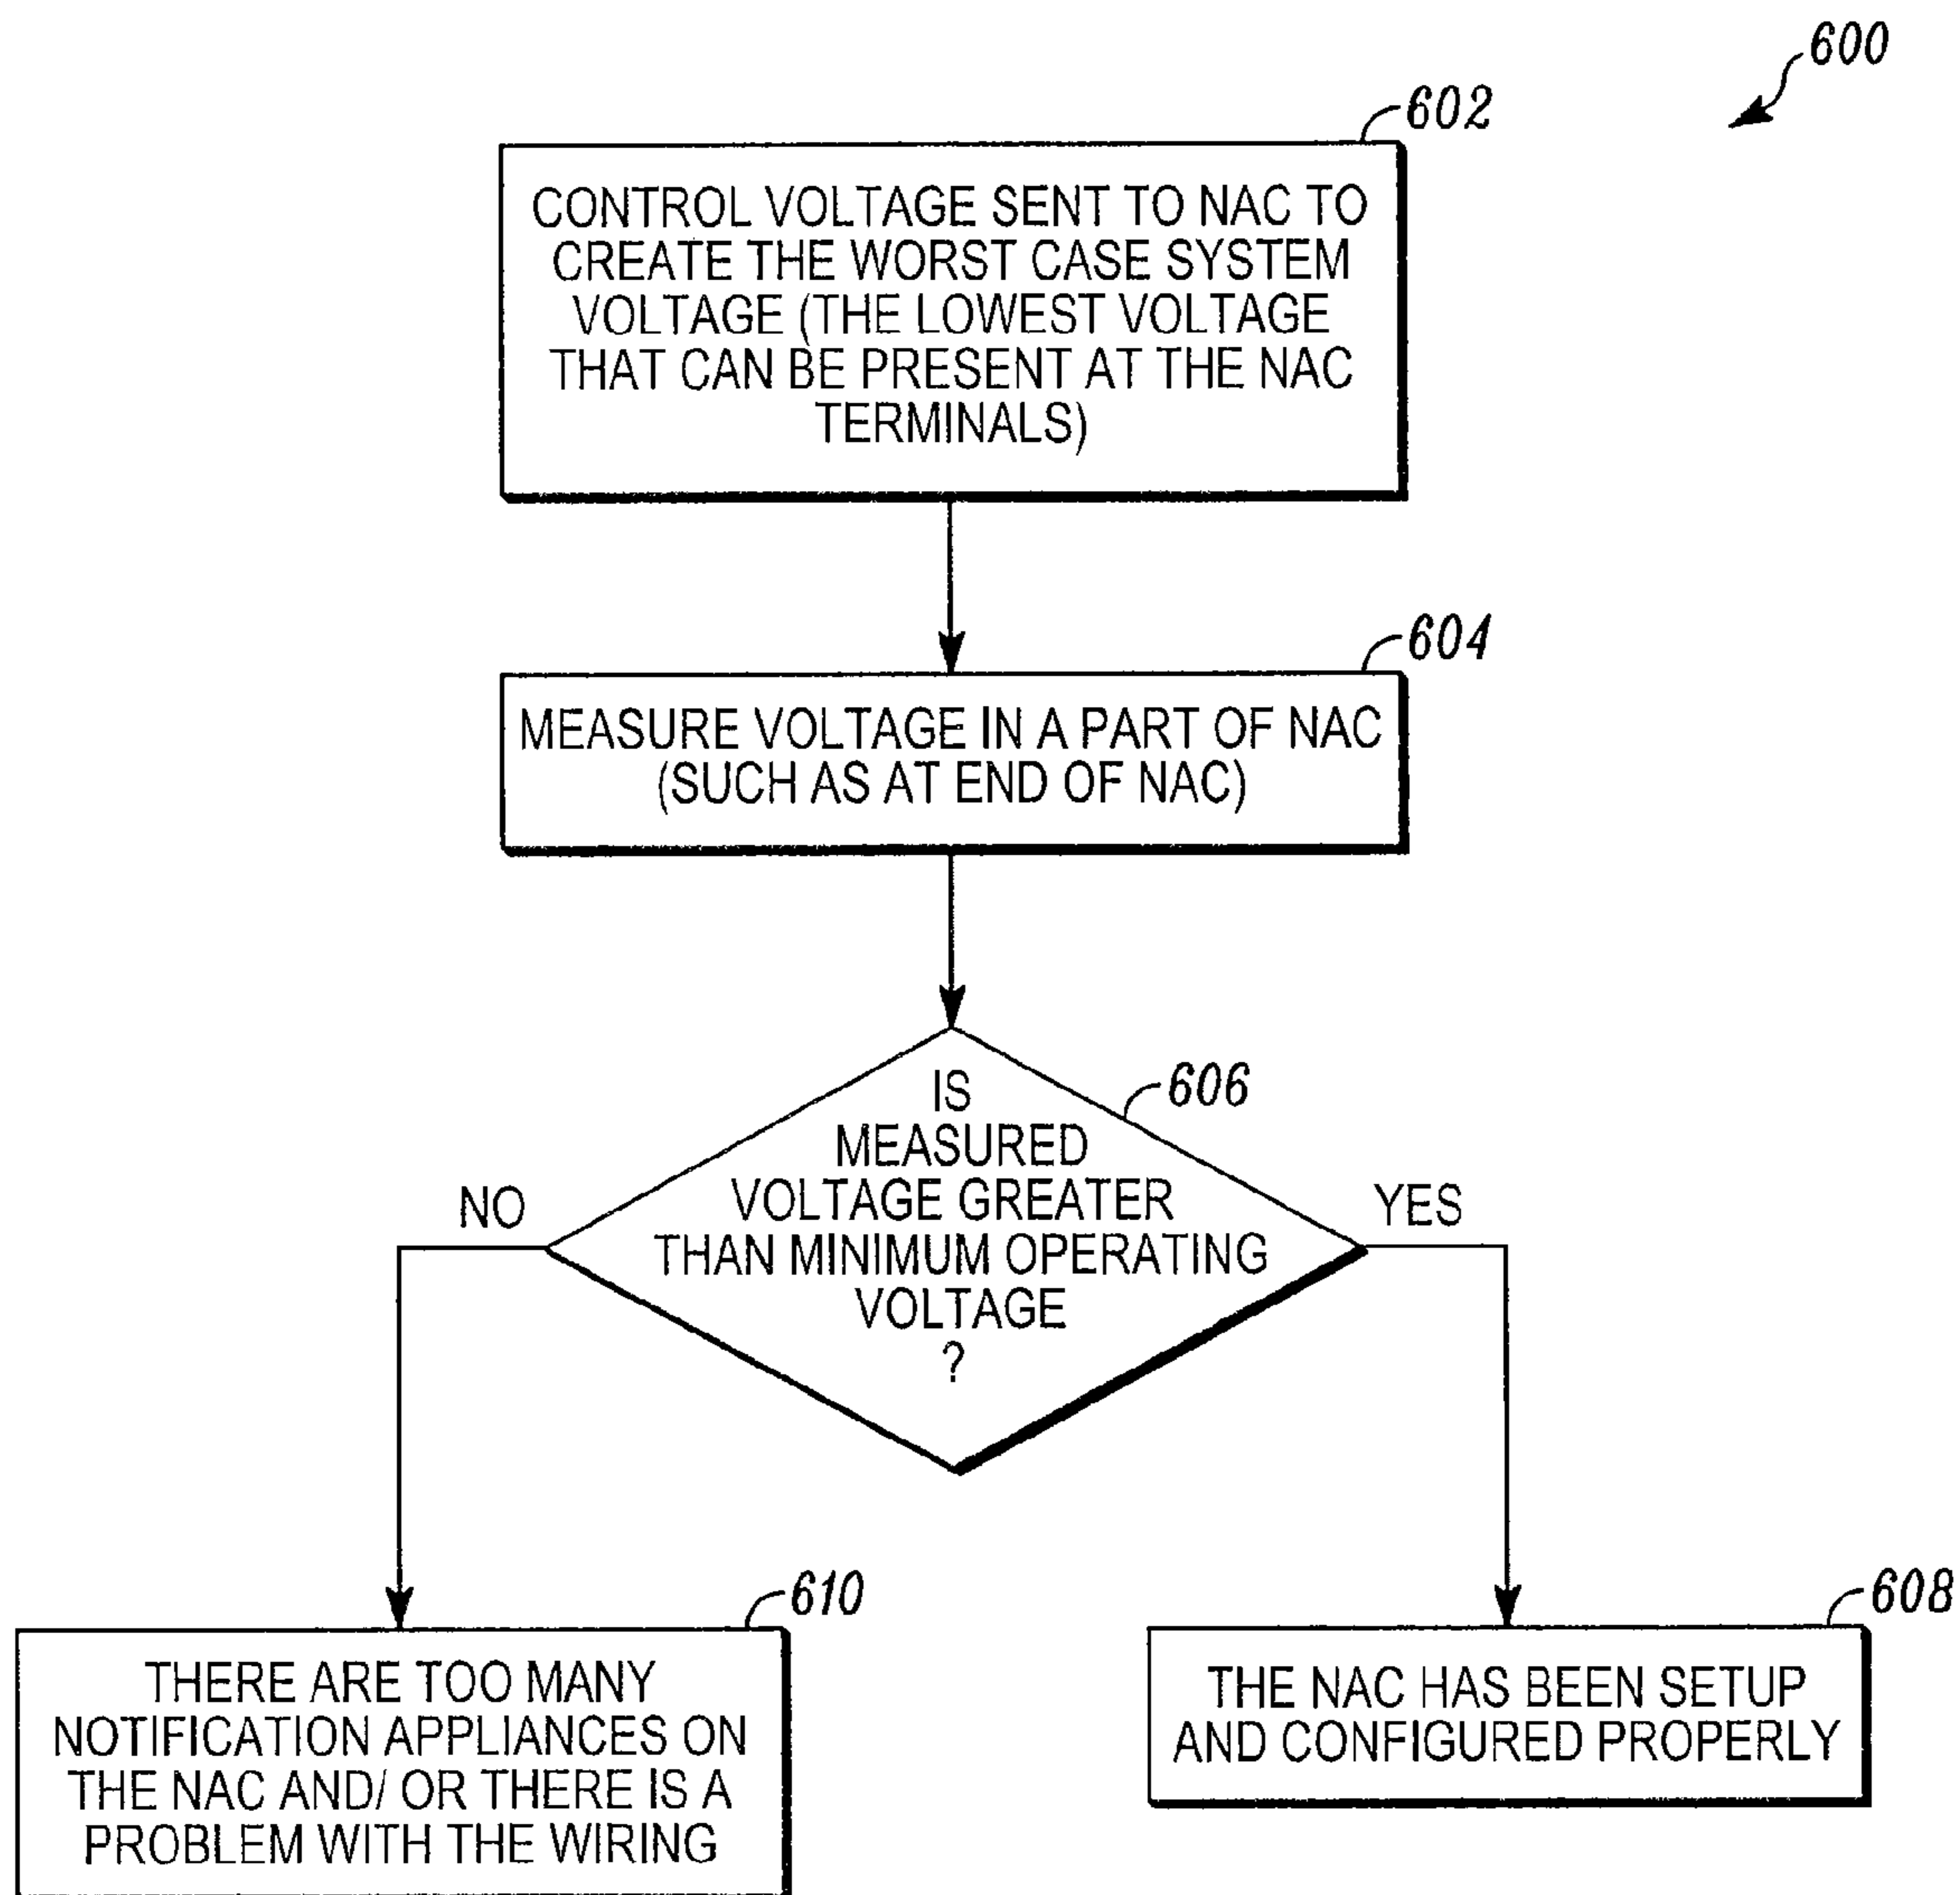 600
602
CONTROL VOLTAGE SENT TO NAC TO
CREATE THE WORST CASE SYSTEM
VOLTAGE (THE LOWEST VOLTAGE
THAT CAN BE PRESENT AT THE NAC
TERMINALS)
604
MEASURE VOLTAGE IN A PART OF NAC
(SUCH AS AT END OF NAC)
606
IS
MEASURED
VOLTAGE GREATER
THAN MINIMUM OPERATING
VOLTAGE
?
NO
YES
610
THERE ARE TOO MANY
NOTIFICATION APPLIANCES ON
THE NAC AND/ OR THERE IS A
PROBLEM WITH THE WIRING
608
THE NAC HAS BEEN SETUP
AND CONFIGURED PROPERLY